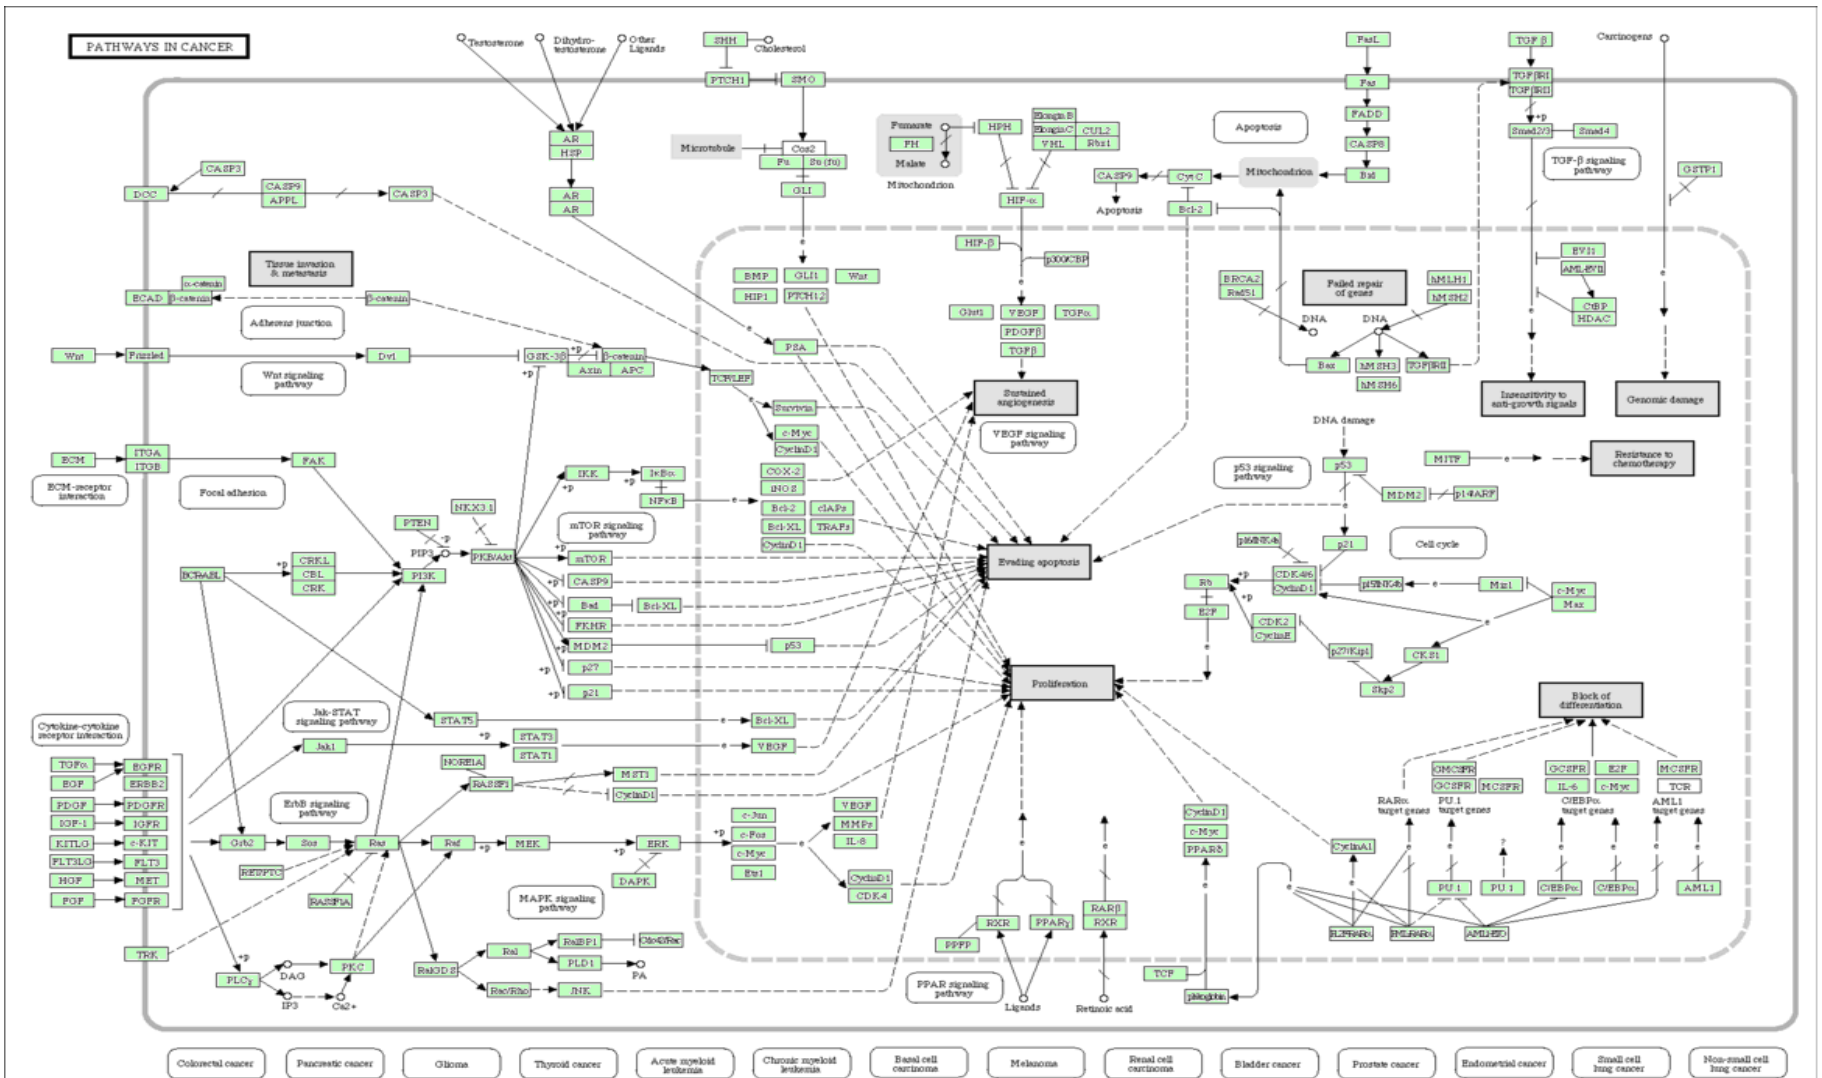 PATHWAYS IN CANCER
Testosterone
Dihydro-
testosterone
Other
Ligands
SHH
Cholesterol
PTCH1
SMO
FasL
Fas
FADD
CASP8
Bid
TGFβ
TGFβRI
TGFβRII
Smad2/3
Smad4
Carcinogens
GSTP1
TGF-β signaling
pathway
Apoptosis
AR
HSP
AR
AR
Microtubule
Cos2
Fu
Su(fu)
GLI
Fumarate
FH
Malate
Mitochondrion
HPH
Elongin B
Elongin C
CUL2
VHL
Rbx1
HIF-α
CASP9
CytC
Mitochondrion
Apoptosis
Bcl-2
CASP3
DCC
CASP9
APPL
CASP3
Tissue invasion
& metastasis
α-catenin
ECAD
β-catenin
β-catenin
Adherens junction
e
BMP
GLI1
Wnt
HIP1
PTCH1,2
HIF-β
p300/CBP
Glut1
VEGF
TGFα
PDGFβ
TGFβ
BRCA2
Rad51
DNA
Failed repair
of genes
hMLH1
hMSH2
DNA
Bax
hMSH3
TGFβRII
hMSH6
EVI1
AML-EVI1
CtBP
HDAC
Wnt
Frizzled
Dvl
GSK-3β
+p
β-catenin
Axin
APC
+p
Wnt signaling
pathway
TCF/LEF
PSA
Survivin
c-Myc
CyclinD1
Sustained
angiogenesis
VEGF signaling
pathway
Insensitivity to
anti-growth signals
Genomic damage
DNA damage
p53
MDM2
p14ARF
p53 signaling
pathway
MITF
Resistance to
chemotherapy
ECM
ITGA
ITGB
FAK
ECM-receptor
interaction
Focal adhesion
IKK
IκBα
NFκB
+p
COX-2
iNOS
Bcl-2
cIAPs
Bcl-XL
TRAFs
CyclinD1
PTEN
NKX3.1
PIP3
-p
PKB/Akt
mTOR signaling
pathway
mTOR
CASP9
Bad
Bcl-XL
FKHR
MDM2
p53
p27
p21
Evading apoptosis
p21
Cell cycle
p16INK4a
CDK4/6
CyclinD1
p15INK4b
Miz1
c-Myc
Max
Rb
E2F
CDK2
CyclinE
p27/Kip1
CKS1
Skp2
BCR-ABL
CRKL
CBL
CRK
PI3K
Proliferation
Block of
differentiation
Jak-STAT
signaling pathway
Cytokine-cytokine
receptor interaction
STAT5
Bcl-XL
Jak1
STAT3
STAT1
VEGF
TGFα
EGFR
EGF
ERBB2
PDGF
PDGFR
IGF-1
IGFR
KITLG
c-KIT
FLT3LG
FLT3
HGF
MET
FGF
FGFR
TRK
ErbB signaling
pathway
NORE1A
RASSF1
MST1
CyclinD1
Grb2
Sos
Ras
Raf
MEK
ERK
RET/PTC
RASSF1A
DAPK
MAPK signaling
pathway
c-Jun
c-Fos
c-Myc
Ets1
VEGF
MMPs
IL-8
CyclinD1
CDK4
CyclinD1
c-Myc
PPARδ
CyclinA1
RARα
target genes
GMCSFR
GCSFR
MCSFR
PU.1
target genes
GCSFR
E2F
IL-6
c-Myc
C/EBPα
target genes
MCSFR
TCR
AML1
target genes
?
PU.1
PU.1
C/EBPα
C/EBPα
AML1
PLZF-RARα
PML-RARα
AML1-ETO
PLCγ
DAG
IP3
PKC
Ca2+
RalGDS
Ral
RalBP1
Cdc42/Rac
PLD1
PA
Rac/Rho
JNK
PPFP
RXR
PPARγ
RARβ
RXR
PPAR signaling
pathway
Ligands
Retinoic acid
TCF
plakoglobin
Colorectal cancer
Pancreatic cancer
Glioma
Thyroid cancer
Acute myeloid
leukemia
Chronic myeloid
leukemia
Basal cell
carcinoma
Melanoma
Renal cell
carcinoma
Bladder cancer
Prostate cancer
Endometrial cancer
Small cell
lung cancer
Non-small cell
lung cancer